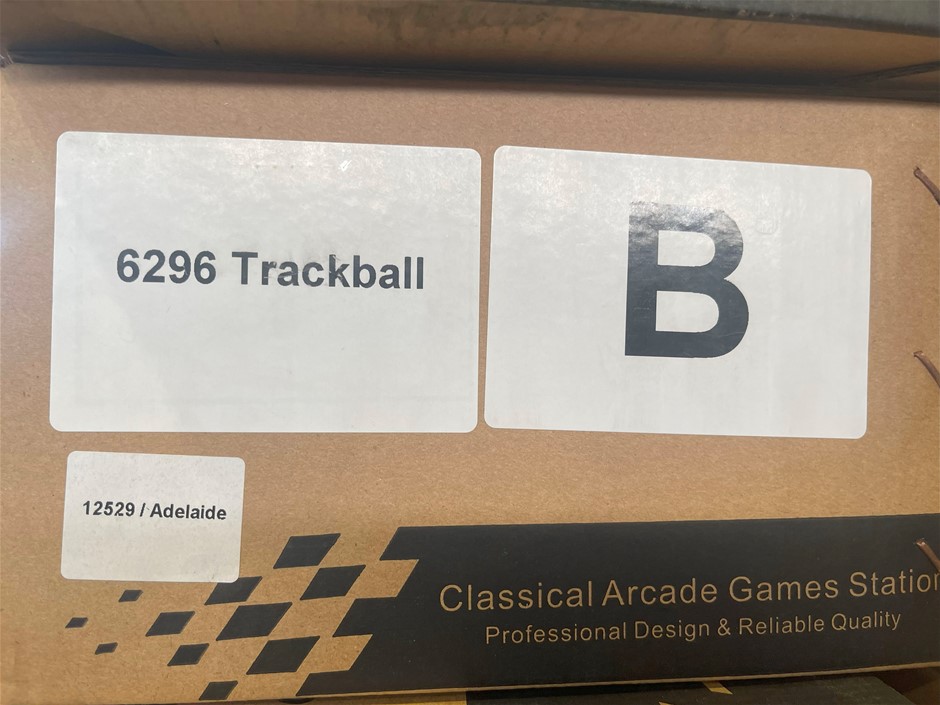 6296 Trackball
B
12529 / Adelaide
Classical Arcade Games Station
Professional Design & Reliable Quality